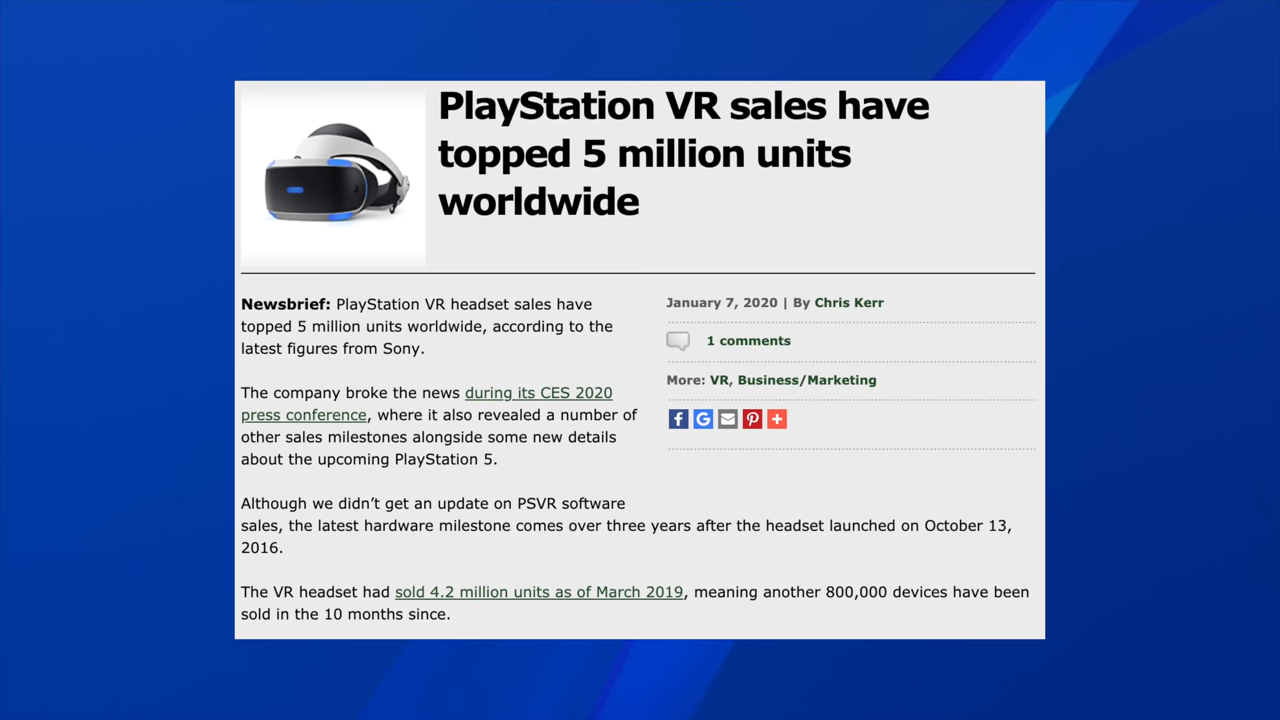 PlayStation VR sales have
topped 5 million units
worldwide
Newsbrief: PlayStation VR headset sales have
topped 5 million units worldwide, according to the
latest figures from Sony.
The company broke the news during its CES 2020
press conference, where it also revealed a number of
other sales milestones alongside some new details
about the upcoming PlayStation 5.
Although we didn’t get an update on PSVR software
sales, the latest hardware milestone comes over three years after the headset launched on October 13,
2016.
The VR headset had sold 4.2 million units as of March 2019, meaning another 800,000 devices have been
sold in the 10 months since.
January 7, 2020 | By Chris Kerr
1 comments
More: VR, Business/Marketing